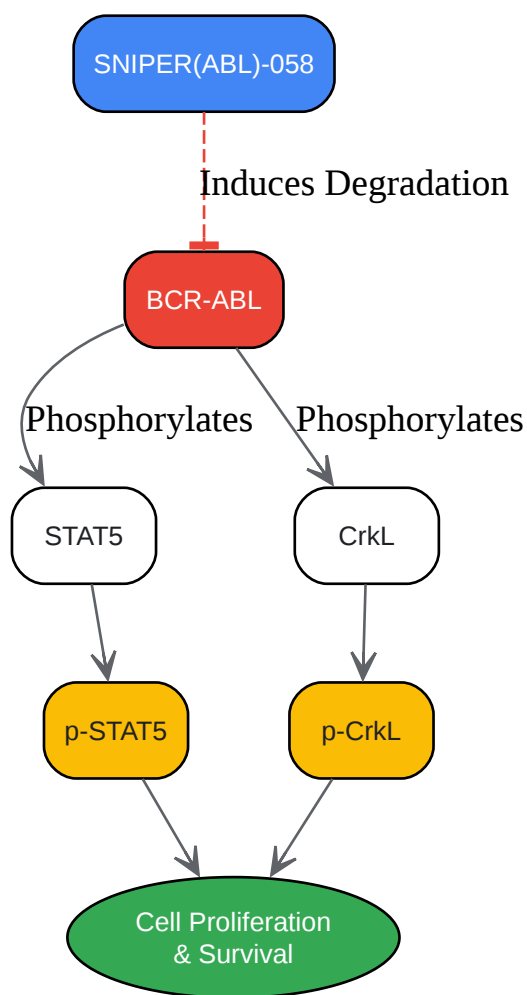 SNIPER(ABL)-058
Induces Degradation
BCR-ABL
Phosphorylates
Phosphorylates
STAT5
CrkL
p-STAT5
p-CrkL
Cell Proliferation
& Survival